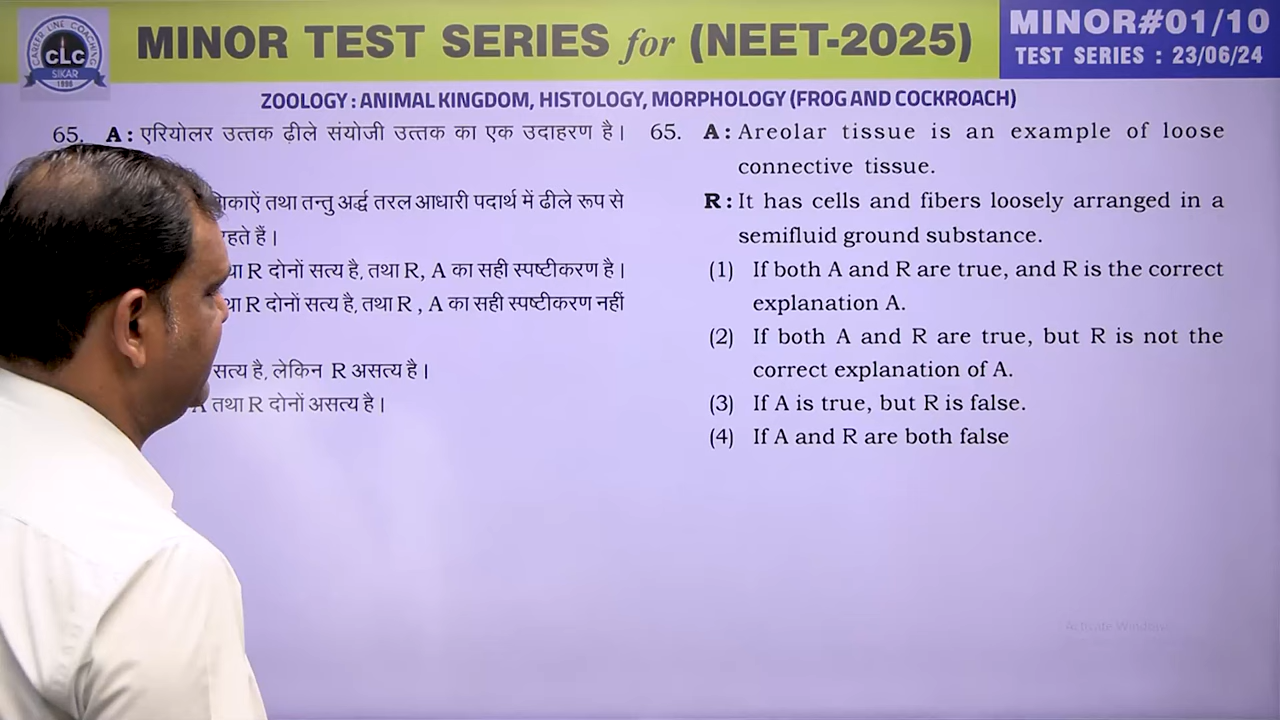 CAREER LINE COACHING
CLC
SIKAR
1996
MINOR TEST SERIES for (NEET-2025)
MINOR#01/10
TEST SERIES : 23/06/24
ZOOLOGY : ANIMAL KINGDOM, HISTOLOGY, MORPHOLOGY (FROG AND COCKROACH)
65. A : एरियोलर उत्तक ढ़ीले संयोजी उत्तक का एक उदाहरण है।
तथा तन्तु अर्द्ध तरल आधारी पदार्थ में ढीले रूप से
रहते हैं।
R दोनों सत्य है, तथा R, A का सही स्पष्टीकरण है।
R दोनों सत्य है, तथा R , A का सही स्पष्टीकरण नहीं
सत्य है, लेकिन R असत्य है।
A तथा R दोनों असत्य है।
65. A : Areolar tissue is an example of loose
connective tissue.
R : It has cells and fibers loosely arranged in a
semifluid ground substance.
(1) If both A and R are true, and R is the correct
explanation A.
(2) If both A and R are true, but R is not the
correct explanation of A.
(3) If A is true, but R is false.
(4) If A and R are both false
Activate Windows